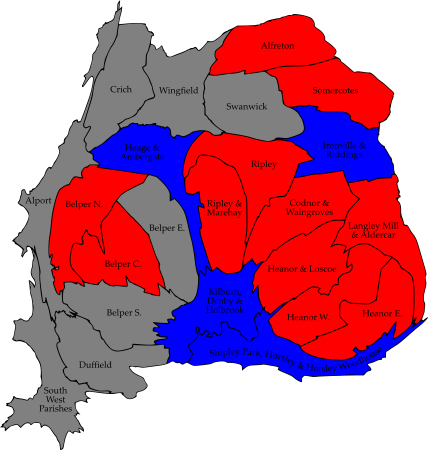 Alfreton
Crich
Wingfield
Somercotes
Swanwick
Heage &
Ambergate
Ironville &
Riddings
Ripley
Alport
Belper N.
Ripley
& Marehay
Codnor &
Waingroves
Belper E.
Langley Mill
& Aldercar
Belper C.
Heanor & Loscoe
Kilburn,
Denby &
Holbrook
Belper S.
Heanor W.
Heanor E.
Shipley Park, Horsley & Horsley Woodhouse
Duffield
South
West
Parishes